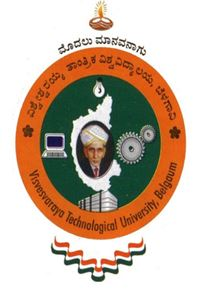 ಮೊದಲು ಮಾನವನಾಗು
ವಿಶ್ವೇಶ್ವರಯ್ಯ ತಾಂತ್ರಿಕ ವಿಶ್ವವಿದ್ಯಾಲಯ, ಬೆಳಗಾವಿ
Visvesvaraya Technological University, Belgaum